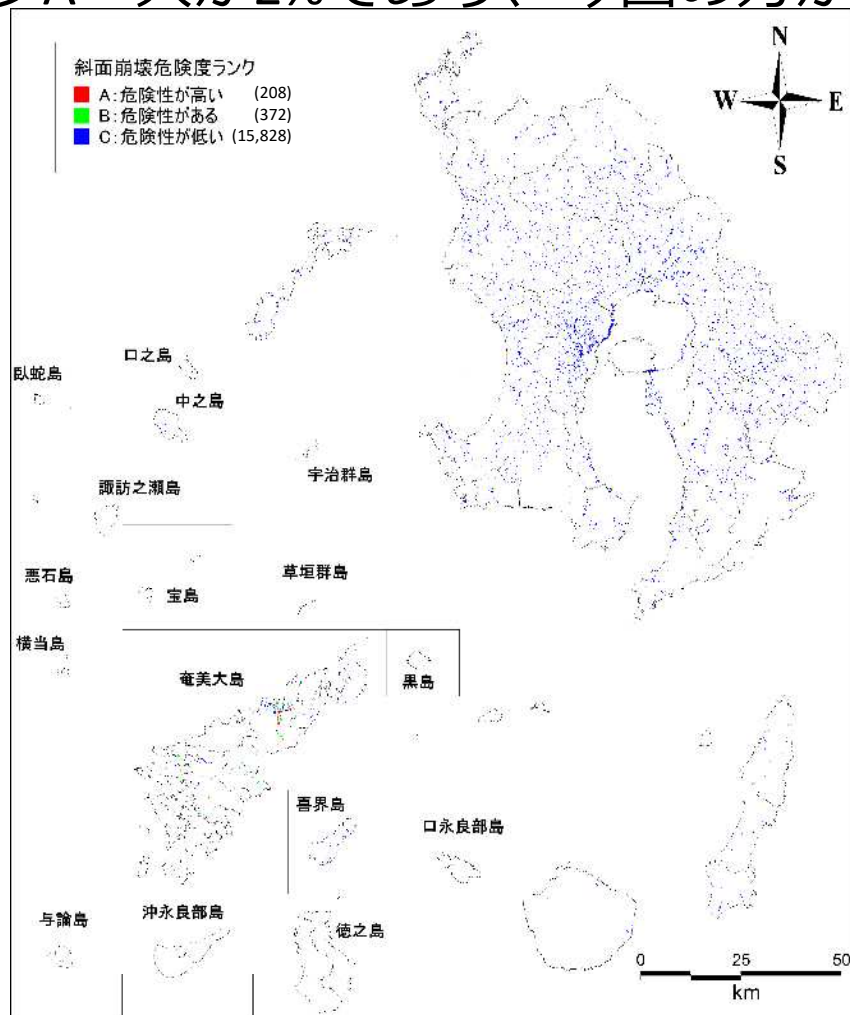 斜面崩壊危険度ランク
A:危険性が高い (208)
B:危険性がある (372)
C:危険性が低い (15,828)
N
W E
S
口之島
臥蛇島
中之島
宇治群島
諏訪之瀬島
悪石島
宝島
草垣群島
横当島
奄美大島
黒島
喜界島
口永良部島
与論島
沖永良部島
徳之島
0 25 50
km